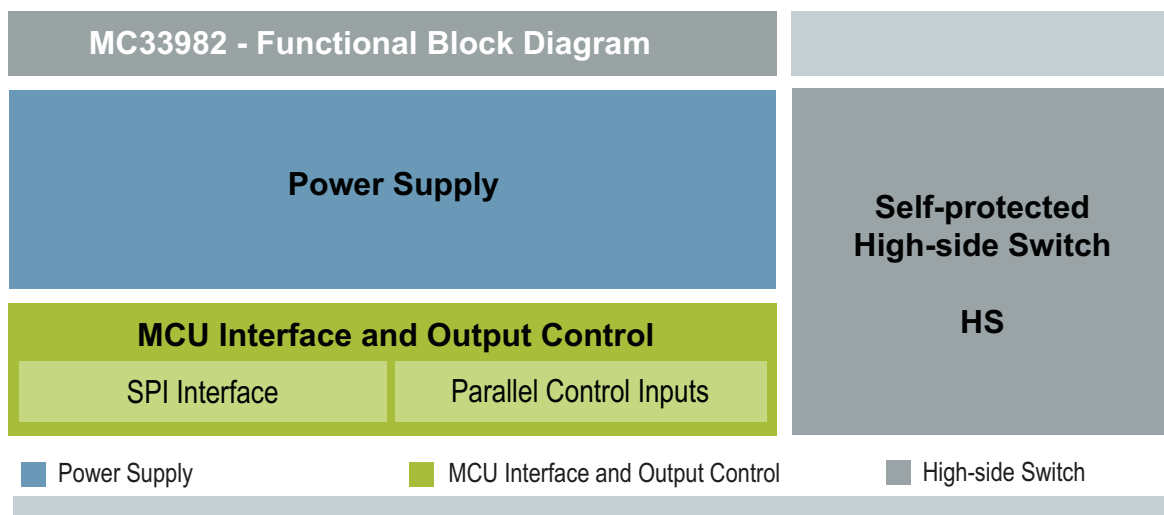 MC33982 - Functional Block Diagram
Power Supply
Self-protected
High-side Switch
HS
MCU Interface and Output Control
SPI Interface
Parallel Control Inputs
Power Supply
MCU Interface and Output Control
High-side Switch